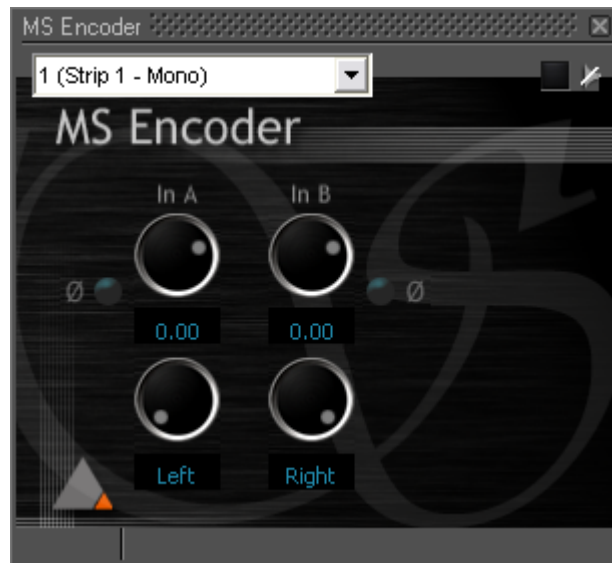 MS Encoder
1 (Strip 1 - Mono)
MS Encoder
In A In B
Ø Ø
0.00 0.00
Left Right